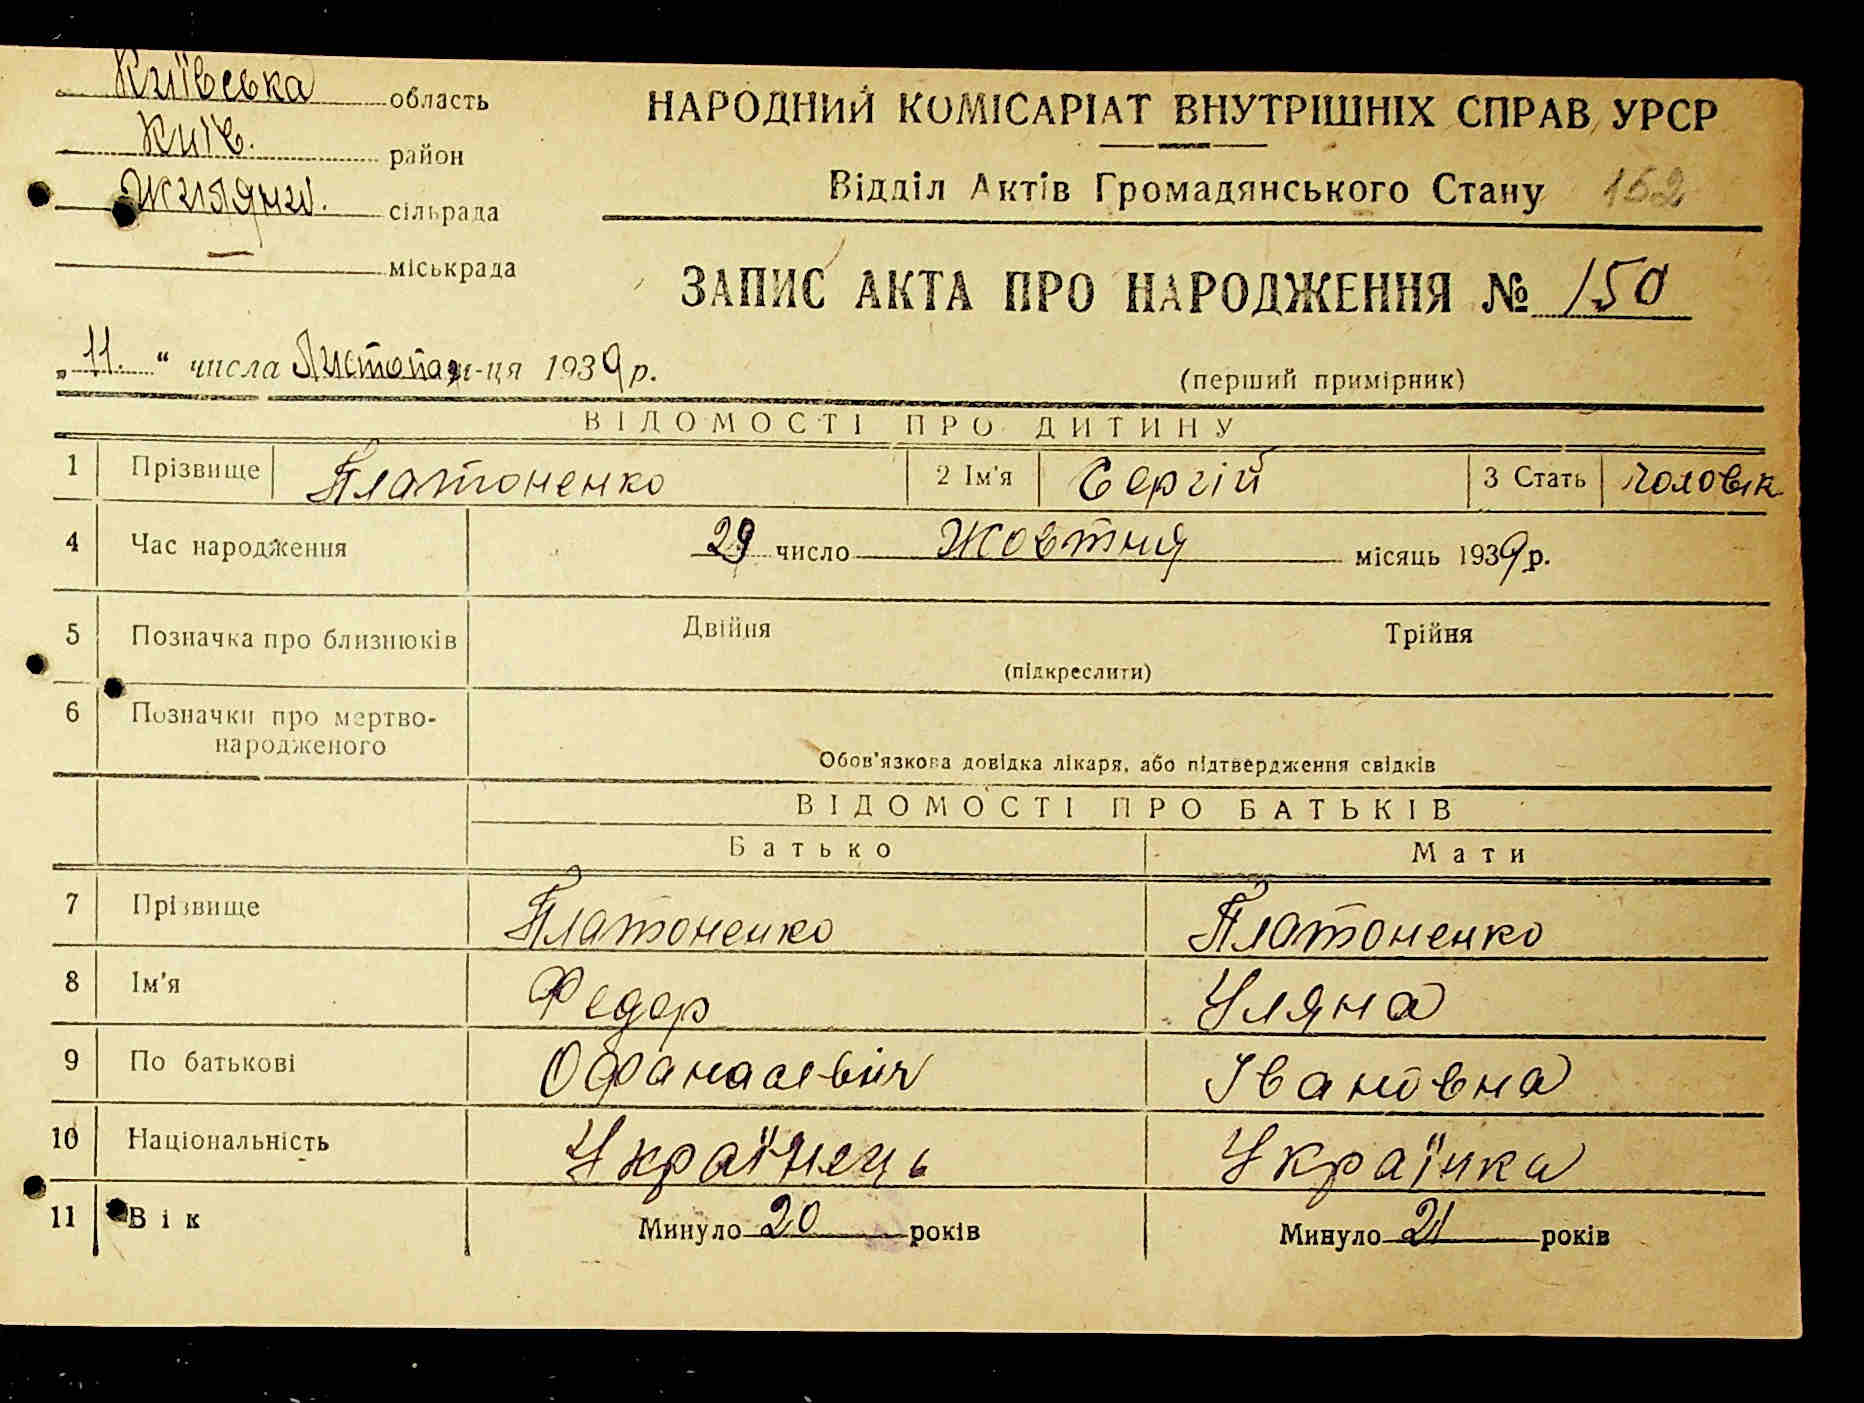 Київська область
Київ. район
Жиляни. сільрада
— міськрада
НАРОДНИЙ КОМІСАРІАТ ВНУТРІШНІХ СПРАВ УРСР
Відділ Актів Громадянського Стану 152
ЗАПИС АКТА ПРО НАРОДЖЕННЯ № 150
„11." числа Листопад-ця 1939 р.
(перший примірник)
ВІДОМОСТІ ПРО ДИТИНУ
1 Прізвище Платоненко 2 Ім'я Сергій 3 Стать Чоловік
4 Час народження 29 число Жовтня місяць 1939 р.
5 Позначка про близнюків Двійня Трійня
(підкреслити)
6 Позначки про мертво-
народженого
Обов'язкова довідка лікаря, або підтвердження свідків
ВІДОМОСТІ ПРО БАТЬКІВ
Батько Мати
7 Прізвище Платоненко Платоненко
8 Ім'я Федор Уляна
9 По батькові Офанасевич Івановна
10 Національність Українець Українка
11 Вік Минуло 20 років Минуло 21 років